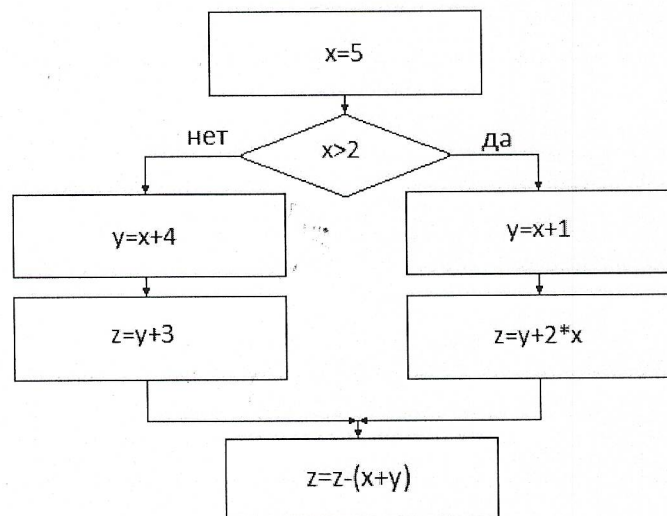 x=5
нет
x>2
да
y=x+4
y=x+1
z=y+3
z=y+2*x
z=z-(x+y)